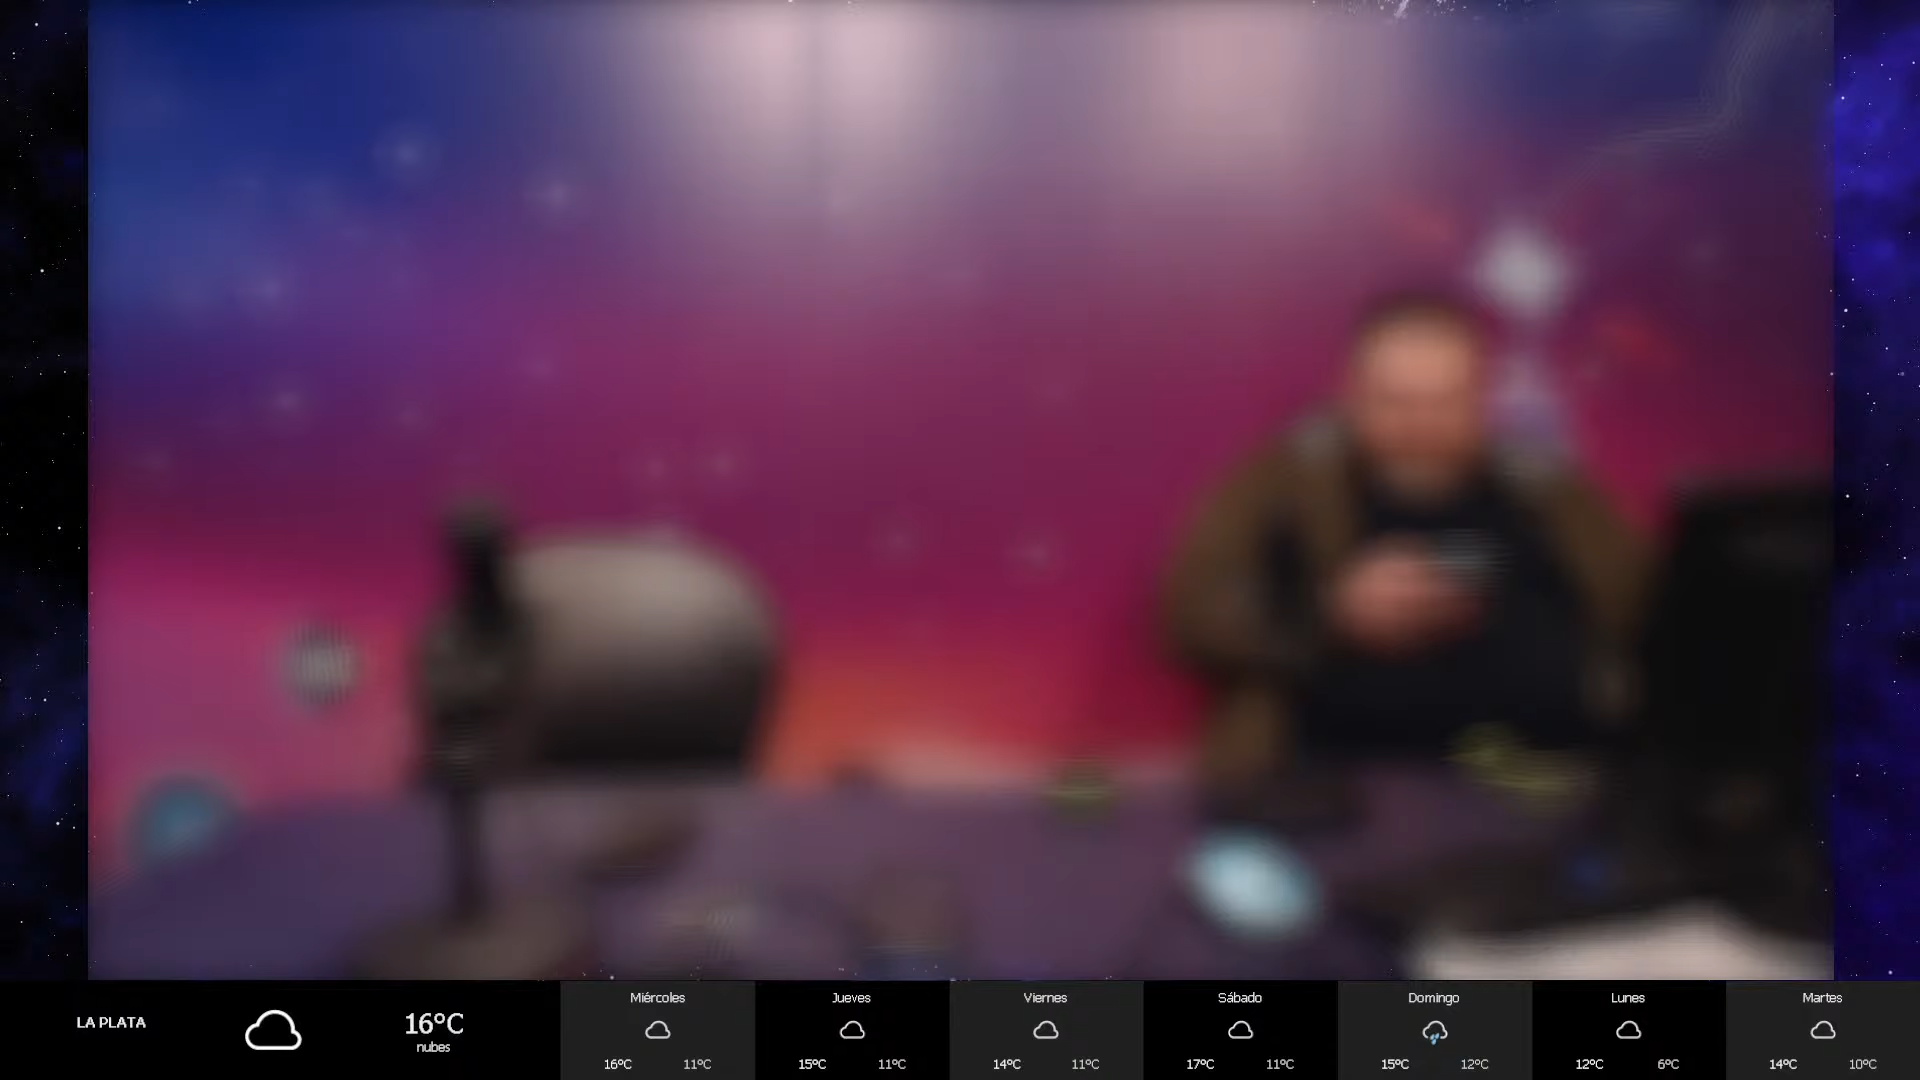 LA PLATA
16°C
nubes
Miércoles
16°C 11°C
Jueves
15°C 11°C
Viernes
14°C 11°C
Sábado
17°C 11°C
Domingo
15°C 12°C
Lunes
12°C 6°C
Martes
14°C 10°C